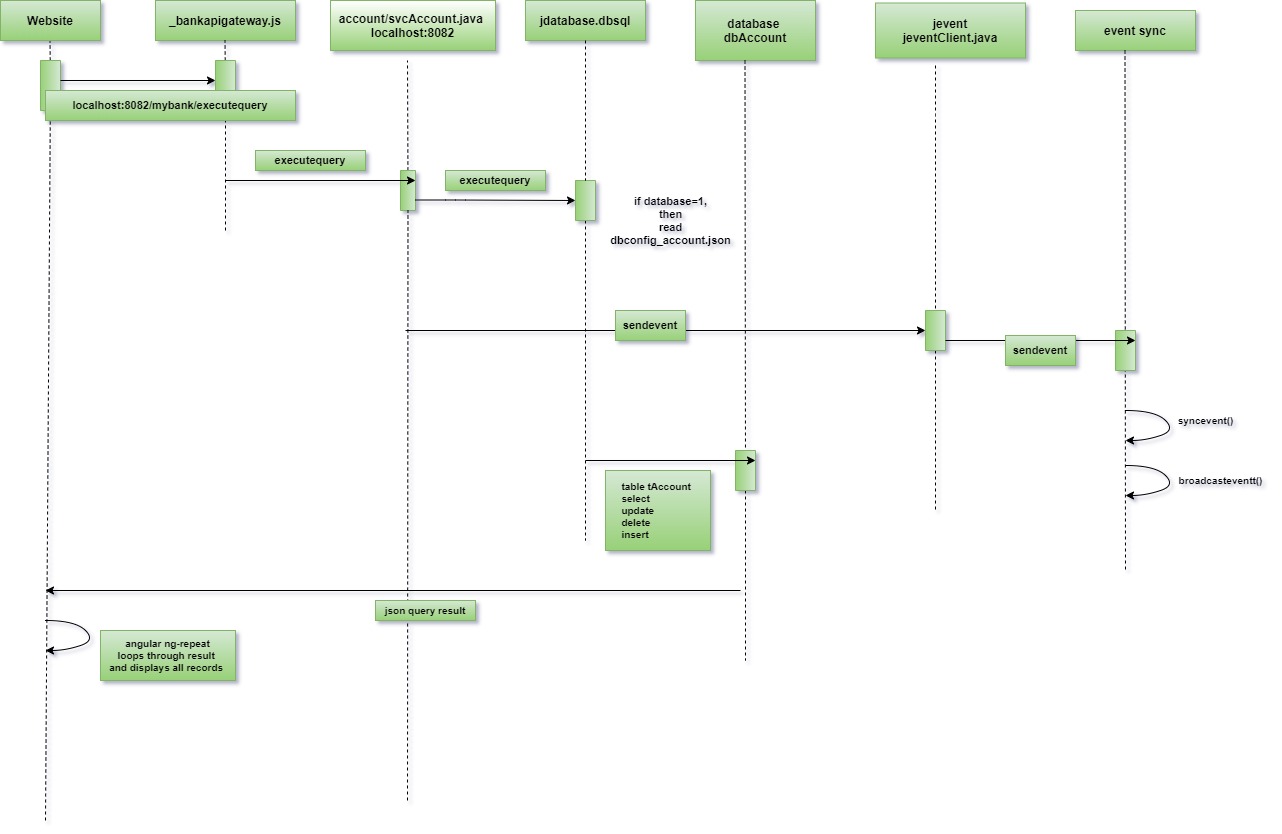 Website
_bankapigateway.js
account/svcAccount.java
localhost:8082
jdatabase.dbsql
database
dbAccount
jevent
jeventClient.java
event sync
localhost:8082/mybank/executequery
executequery
executequery
if database=1,
then
read
dbconfig_account.json
sendevent
sendevent
syncevent()
broadcasteventt()
table tAccount
select
update
delete
insert
json query result
angular ng-repeat
loops through result
and displays all records